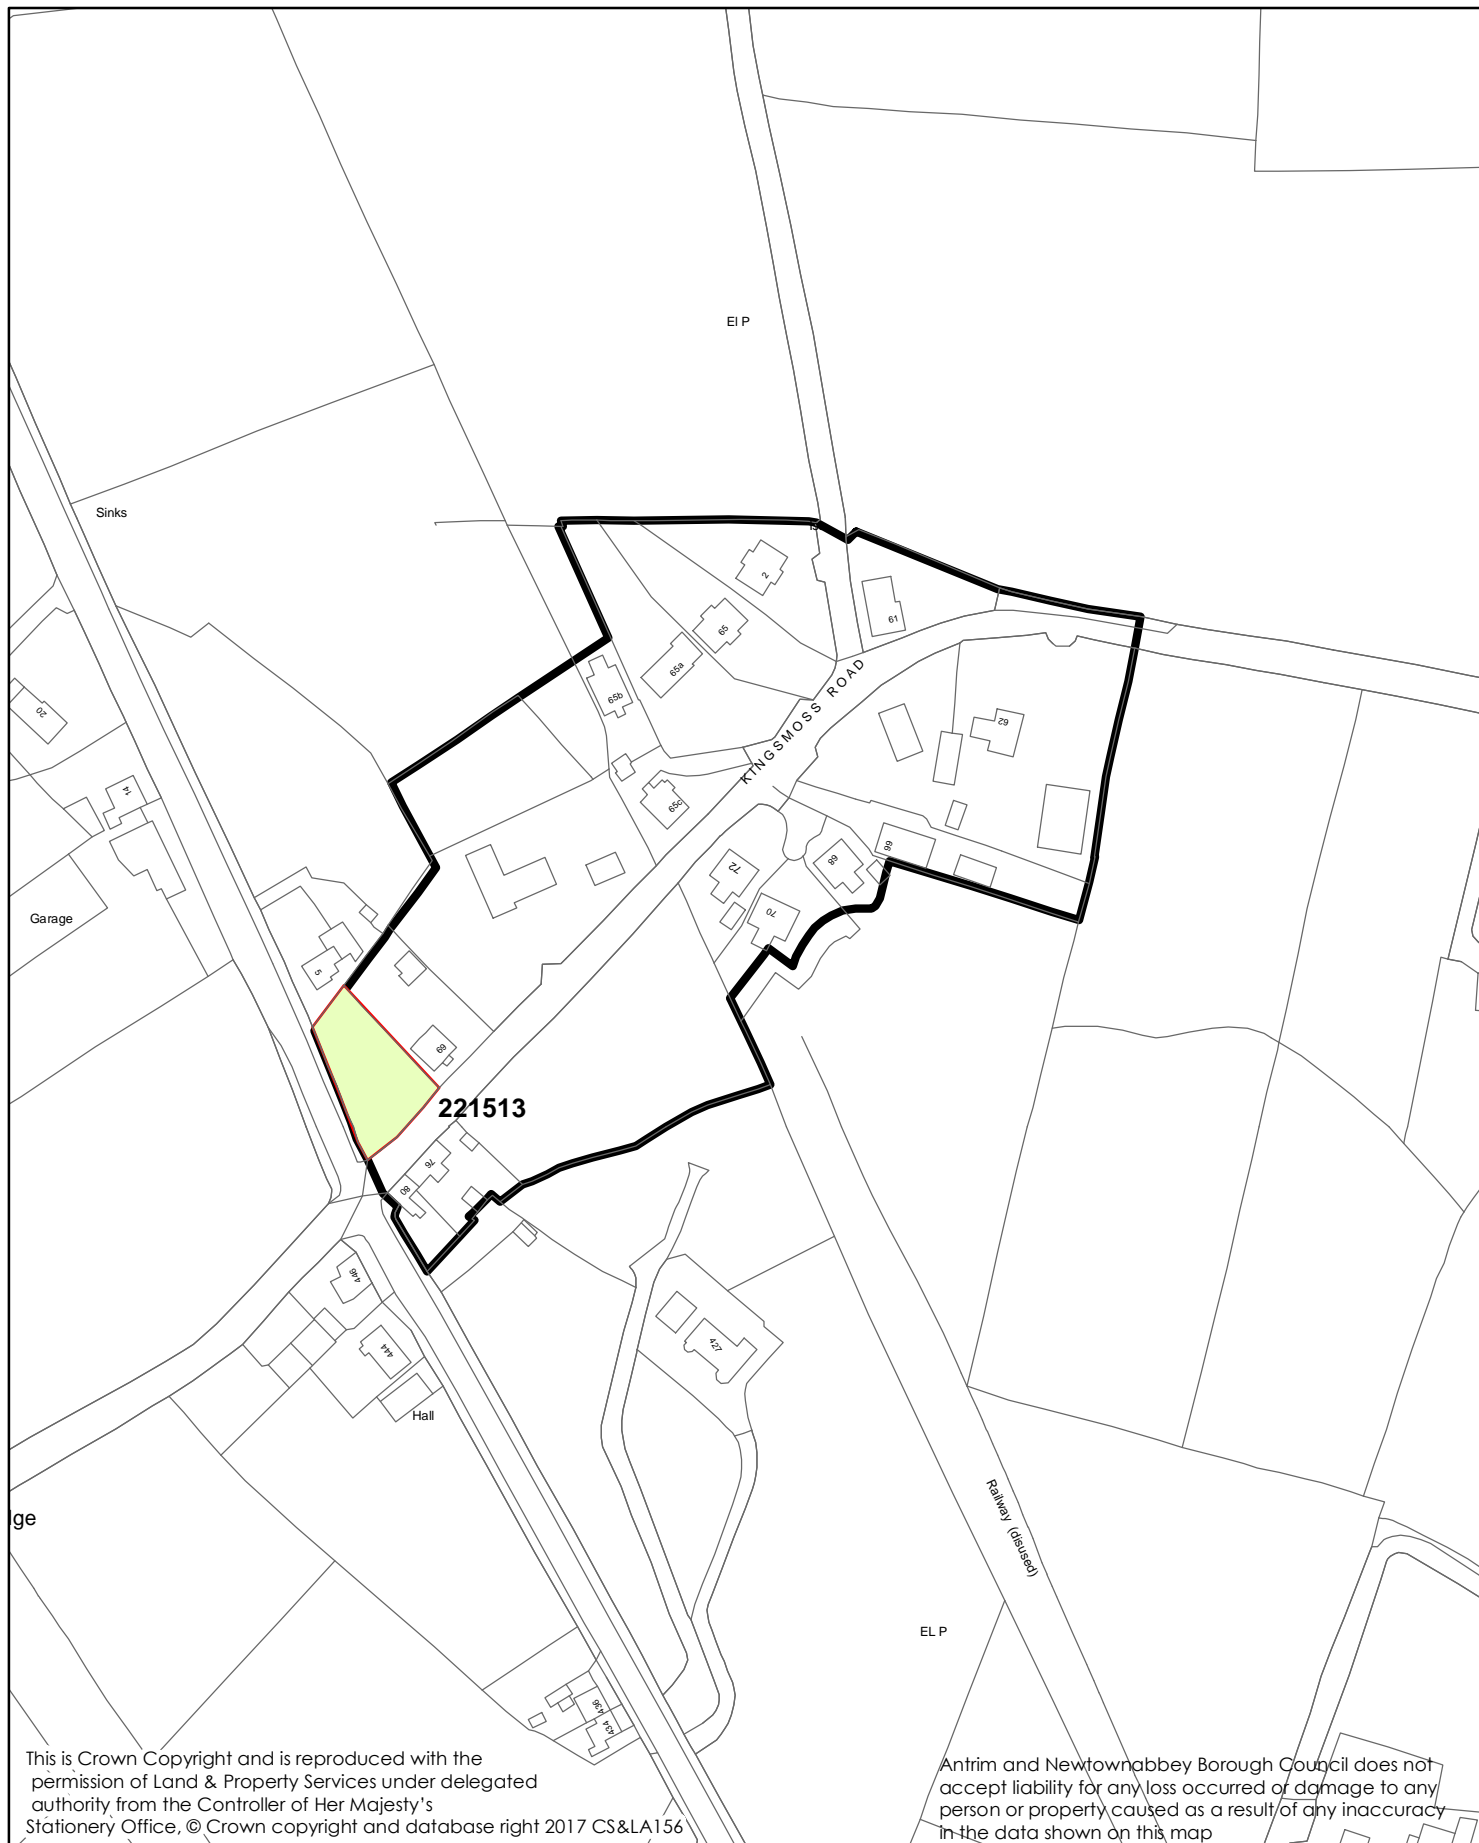 El P
Sinks
2
61
65
65a
65b
KINGSMOSS ROAD
62
20
14
65c
66
68
72
70
Garage
5
69
221513
76
80
446
444
427
Hall
Railway (disused)
lge
EL P
436
434
This is Crown Copyright and is reproduced with the
permission of Land & Property Services under delegated
authority from the Controller of Her Majesty's
Stationery Office, © Crown copyright and database right 2017 CS&LA156
Antrim and Newtownabbey Borough Council does not
accept liability for any loss occurred or damage to any
person or property caused as a result of any inaccuracy
in the data shown on this map